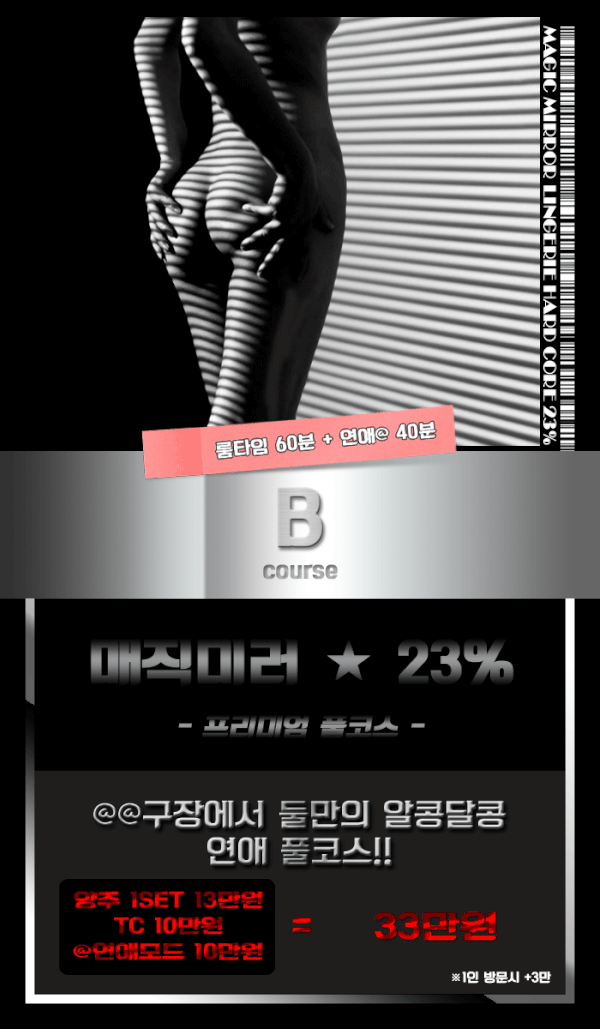 MAGIC MIRROR LINGERIE HARD CORE 23%
룸타임 60분 + 연애@ 40분
B
course
매직미러 ★ 23%
- 프리미엄 풀코스 -
@@구장에서 둘만의 알콩달콩
연애 풀코스!!
양주 1SET 13만원
TC 10만원
@연애모드 10만원
= 33만원
※1인 방문시 +3만